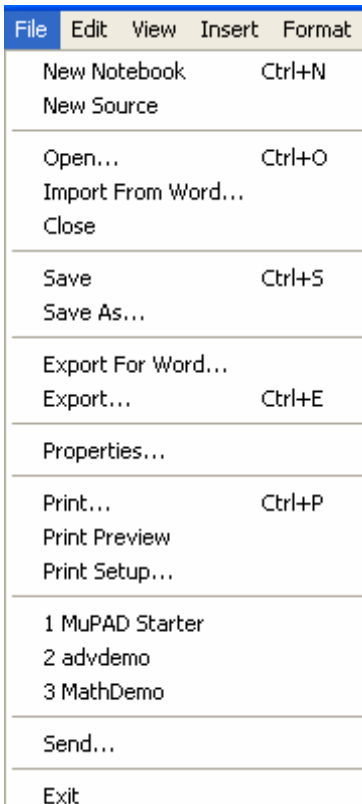 File Edit View Insert Format
New Notebook Ctrl+N
New Source
Open... Ctrl+O
Import From Word...
Close
Save Ctrl+S
Save As...
Export For Word...
Export... Ctrl+E
Properties...
Print... Ctrl+P
Print Preview
Print Setup...
1 MuPAD Starter
2 advdemo
3 MathDemo
Send...
Exit